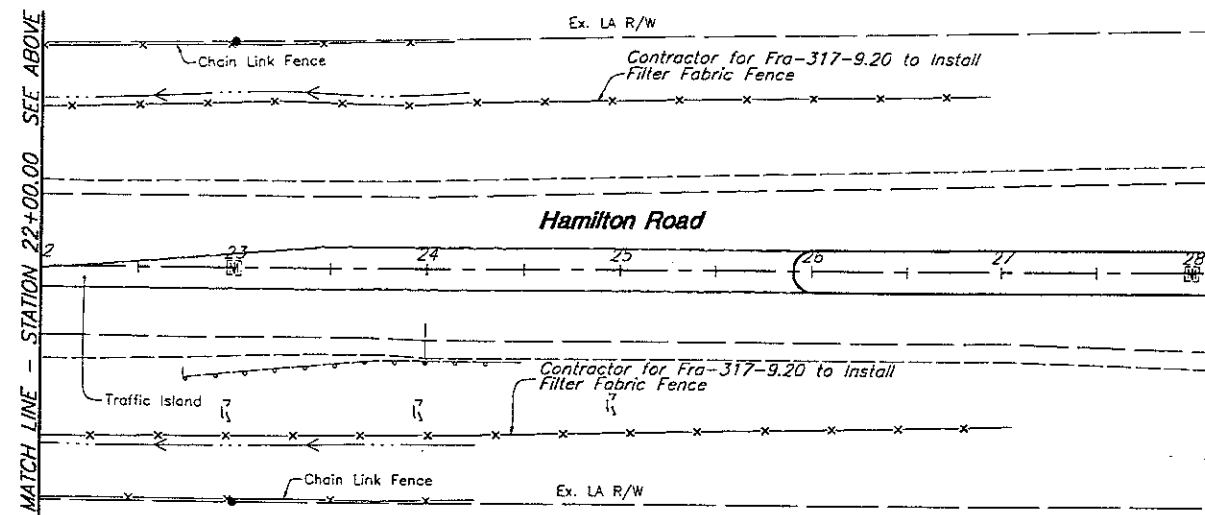 Ex. LA R/W
Chain Link Fence
Contractor for Fra-317-9.20 to Install
Filter Fabric Fence
Hamilton Road
2 23 24 25 26 27 28
Contractor for Fra-317-9.20 to Install
Filter Fabric Fence
Traffic Island
Chain Link Fence
Ex. LA R/W
MATCH LINE - STATION 22+00.00 SEE ABOVE